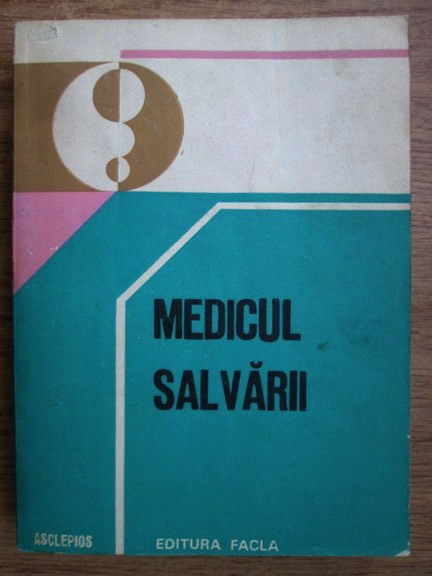 MEDICUL
SALVĂRII
ASCLEPIOS
EDITURA FACLA